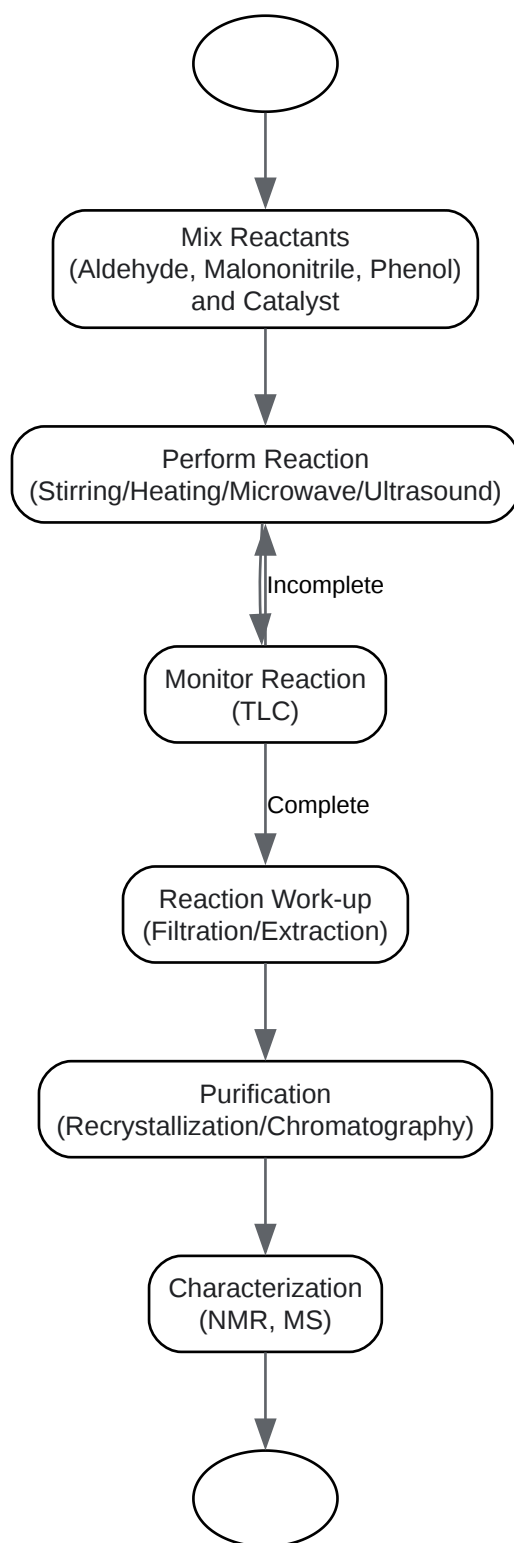 Mix Reactants
(Aldehyde, Malononitrile, Phenol)
and Catalyst
Perform Reaction
(Stirring/Heating/Microwave/Ultrasound)
Incomplete
Monitor Reaction
(TLC)
Complete
Reaction Work-up
(Filtration/Extraction)
Purification
(Recrystallization/Chromatography)
Characterization
(NMR, MS)